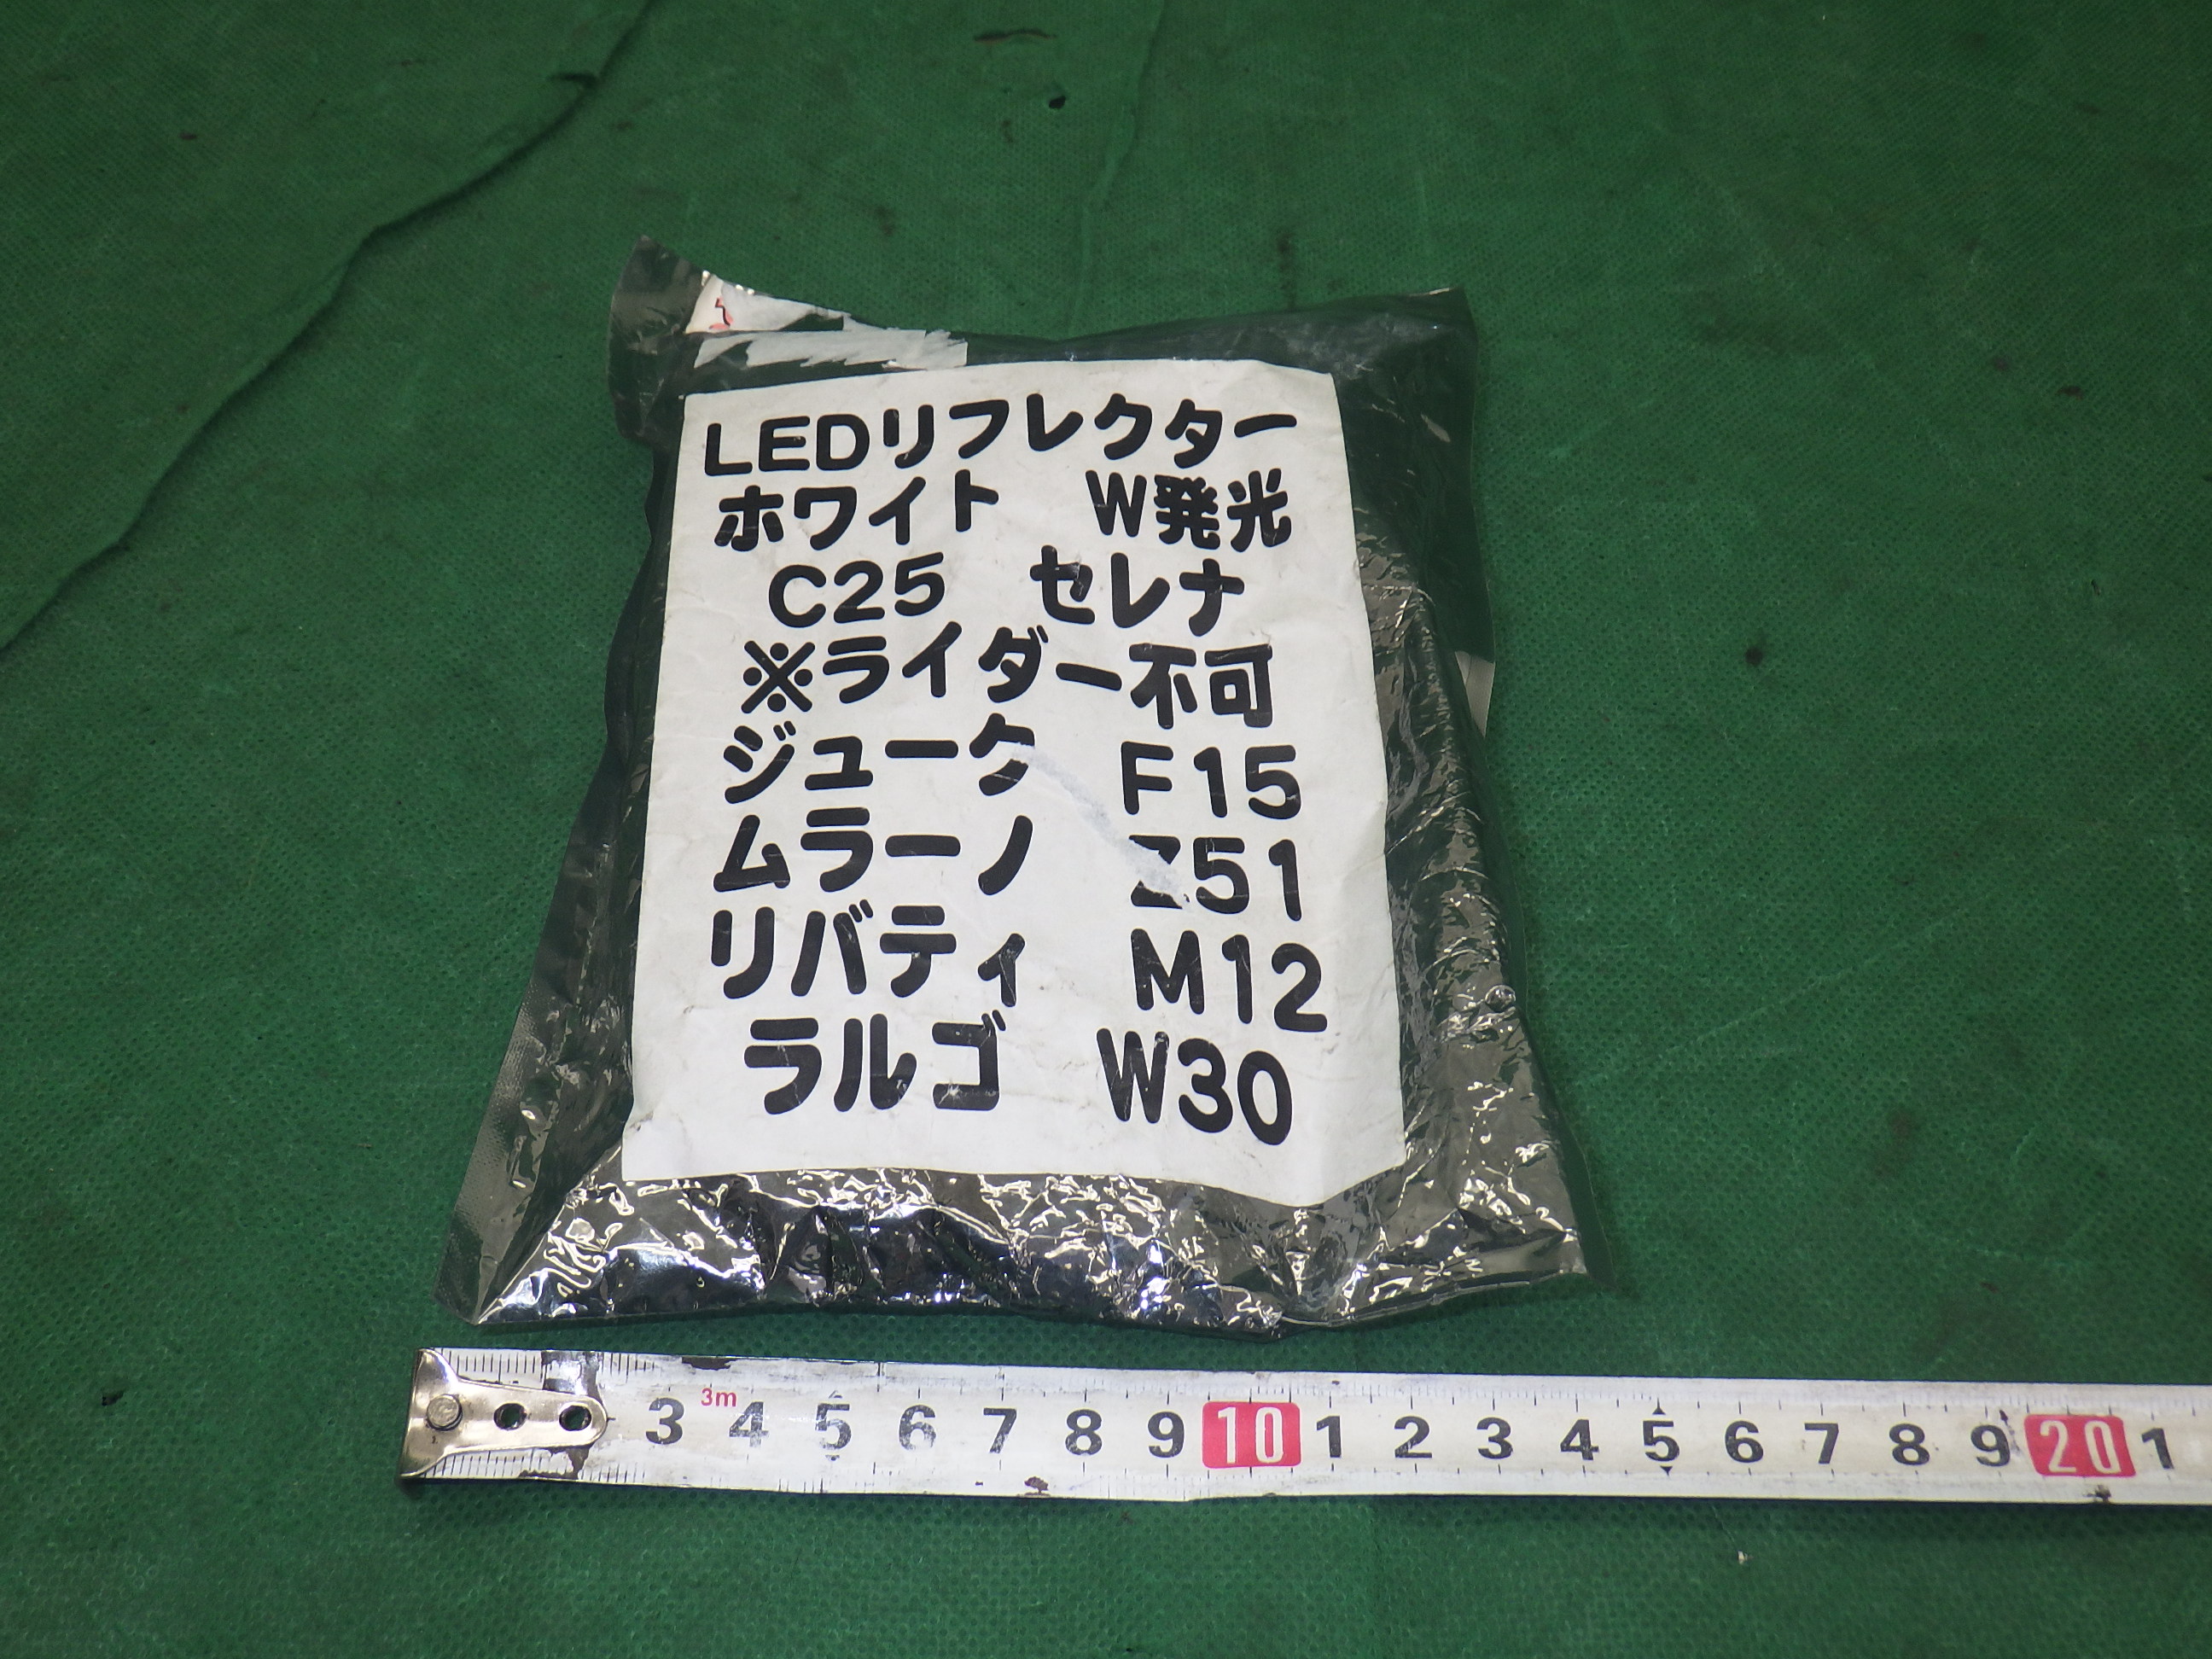 LEDリフレクター
ホワイト　W発光
C25　セレナ
※ライダー不可
ジューク　F15
ムラーノ　Z51
リバティ　M12
ラルゴ　W30
3m
3 4 5 6 7 8 9 10 1 2 3 4 5 6 7 8 9 20 1